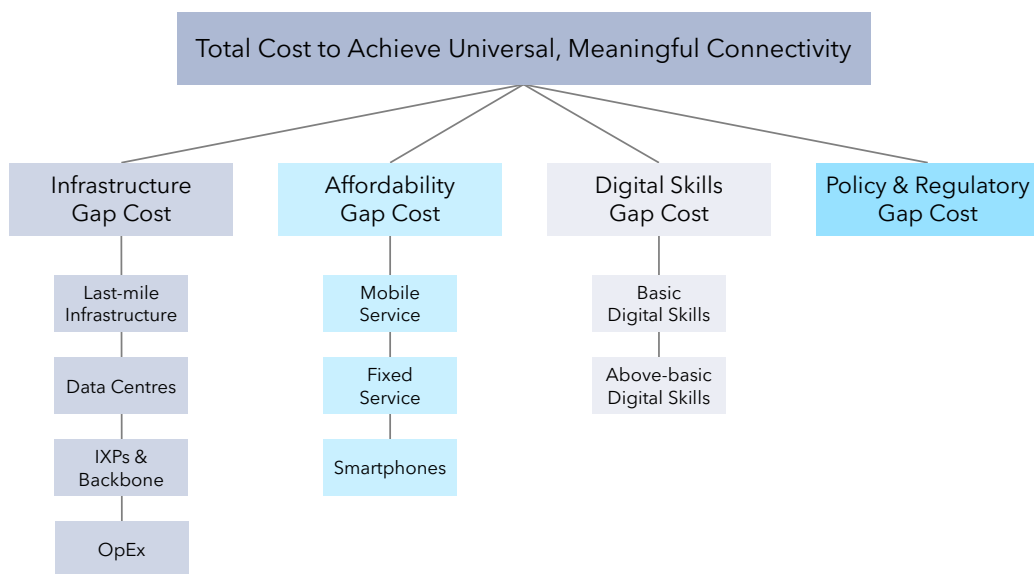 Total Cost to Achieve Universal, Meaningful Connectivity
Infrastructure
Gap Cost
Affordability
Gap Cost
Digital Skills
Gap Cost
Policy & Regulatory
Gap Cost
Last-mile
Infrastructure
Data Centres
IXPs &
Backbone
OpEx
Mobile
Service
Fixed
Service
Smartphones
Basic
Digital Skills
Above-basic
Digital Skills